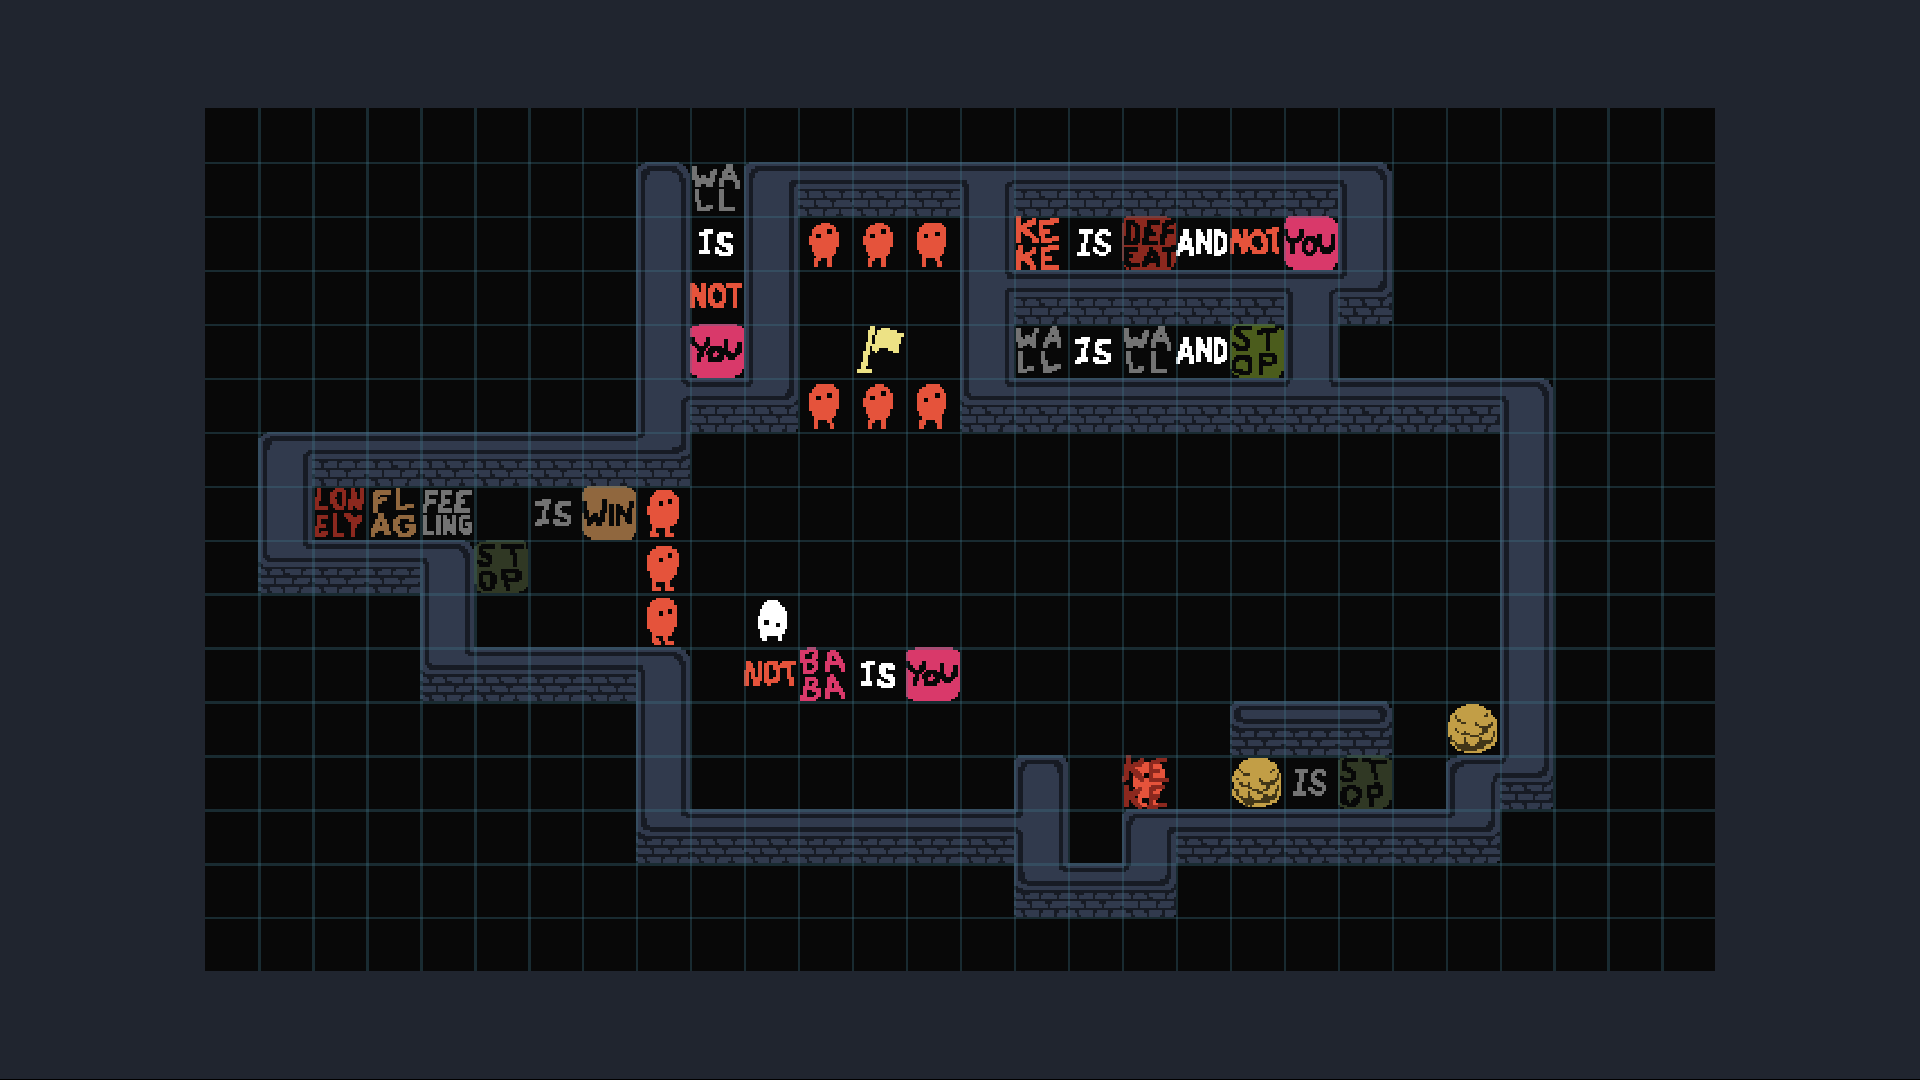 WALL
IS
NOT
YOU
KEKE IS DEFEAT AND NOT YOU
WALL IS WALL AND STOP
LONELY FLAG FEELING IS WIN
STOP
NOT BABA IS YOU
KEKE IS STOP